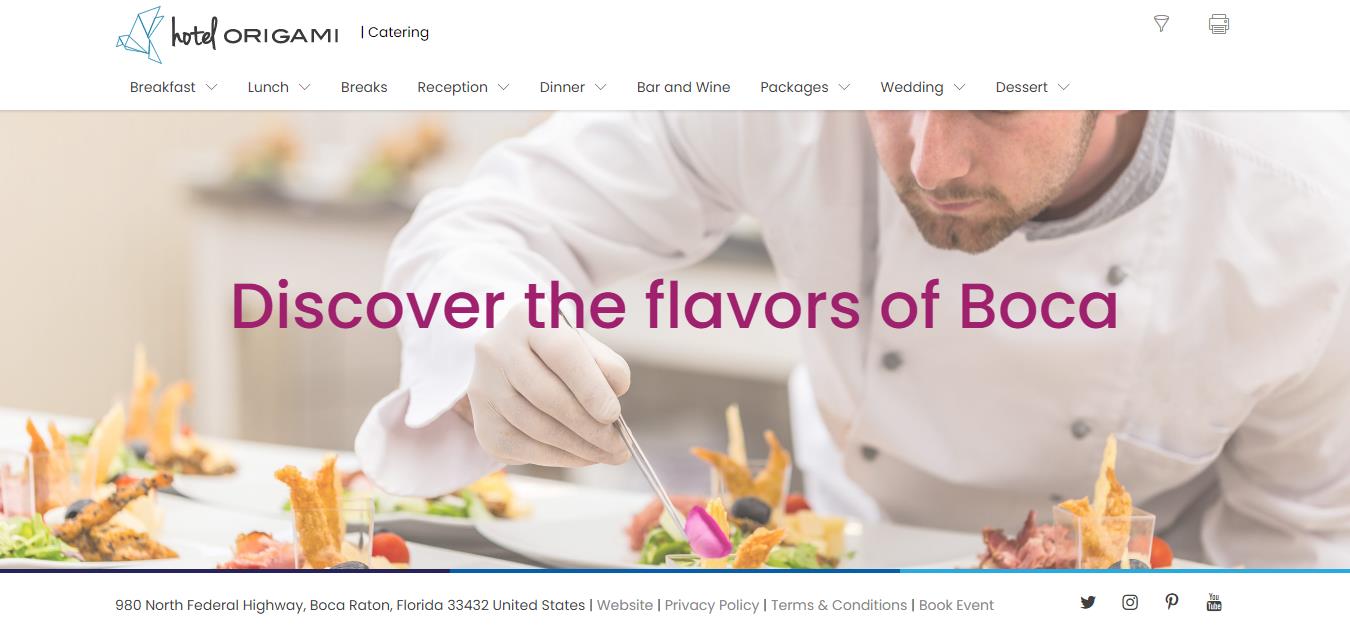 hotel ORIGAMI | Catering
Breakfast Lunch Breaks Reception Dinner Bar and Wine Packages Wedding Dessert
Discover the flavors of Boca
980 North Federal Highway, Boca Raton, Florida 33432 United States | Website | Privacy Policy | Terms & Conditions | Book Event
You
Tube